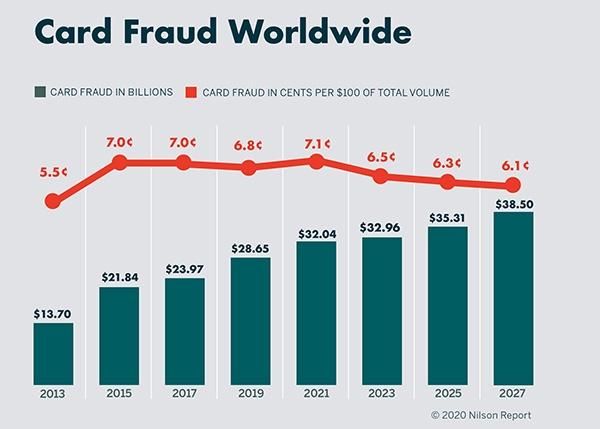 Card Fraud Worldwide
CARD FRAUD IN BILLIONS CARD FRAUD IN CENTS PER $100 OF TOTAL VOLUME
5.5¢ 7.0¢ 7.0¢ 6.8¢ 7.1¢ 6.5¢ 6.3¢ 6.1¢
$13.70 $21.84 $23.97 $28.65 $32.04 $32.96 $35.31 $38.50
2013 2015 2017 2019 2021 2023 2025 2027
© 2020 Nilson Report